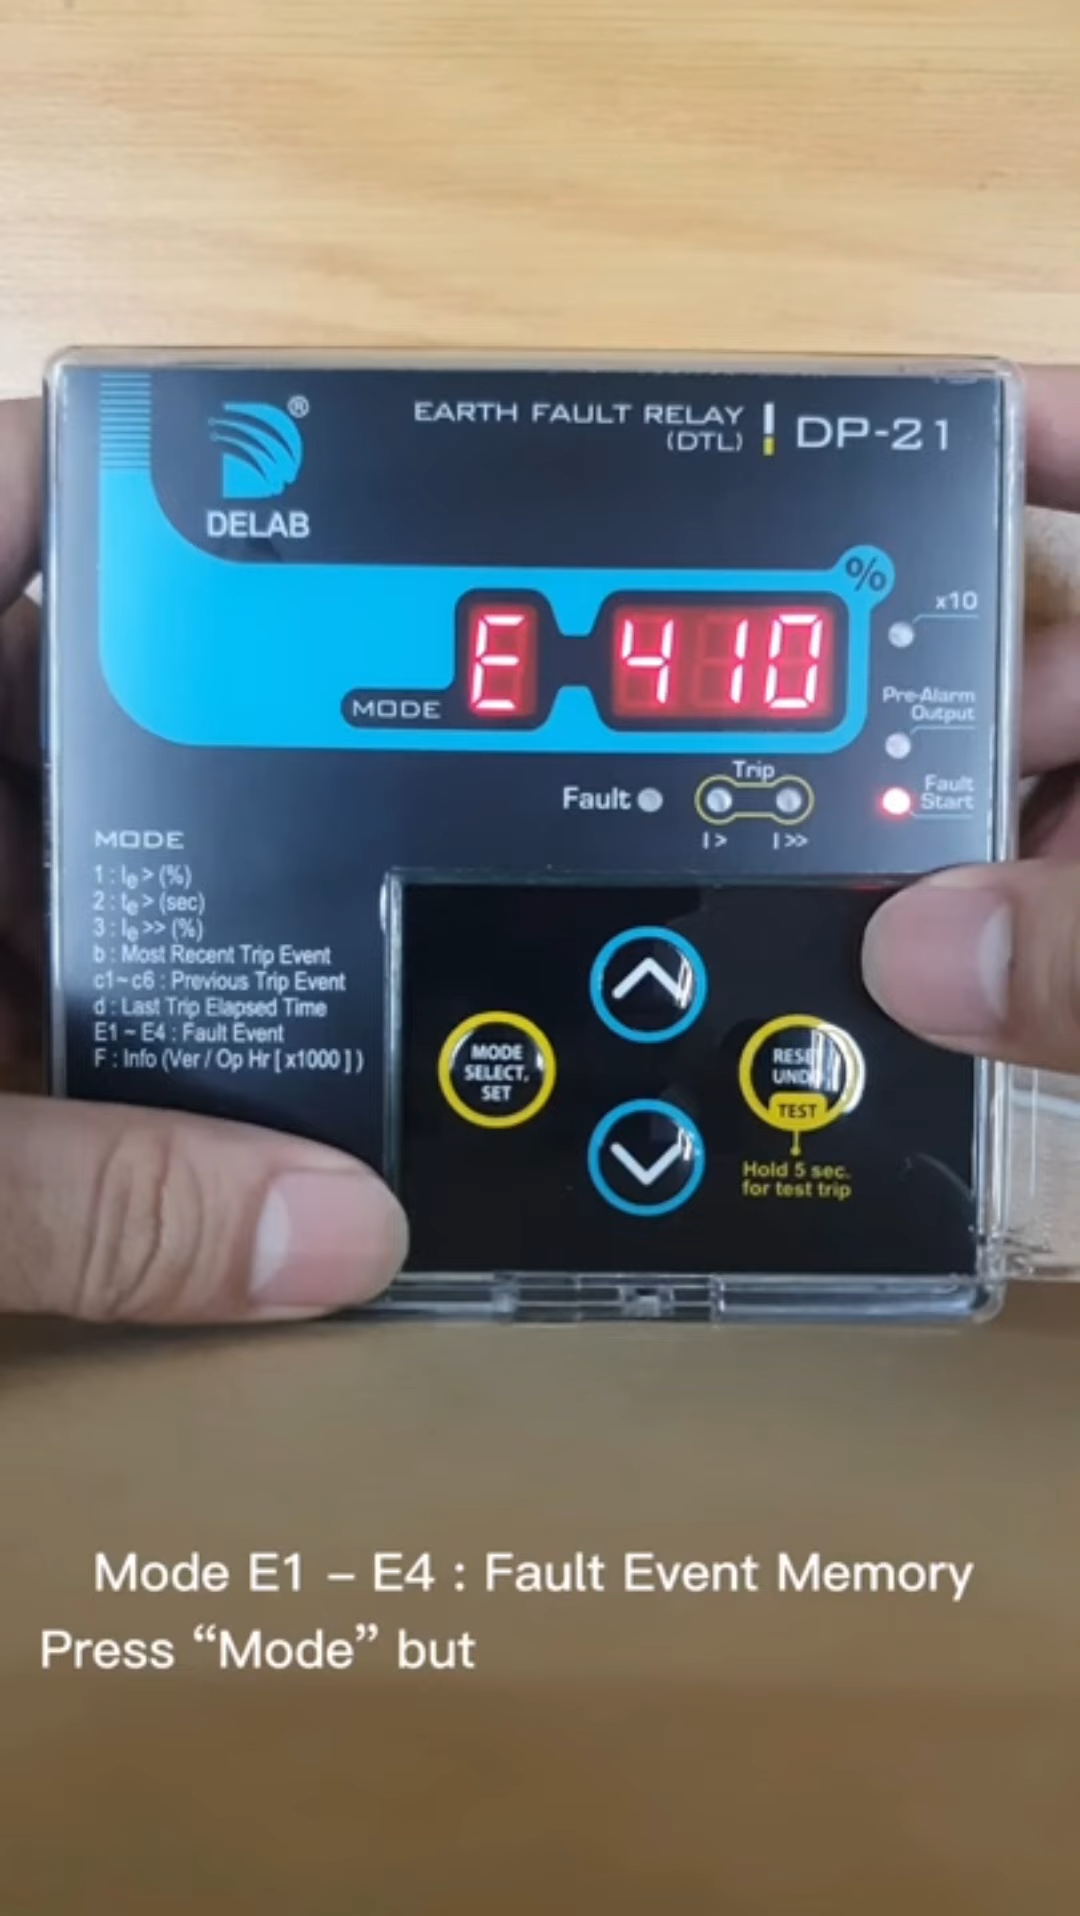 EARTH FAULT RELAY
(DTL)
DP-21
®
DELAB
%
x10
E 410
MODE
Pre-Alarm
Output
Trip
Fault
Fault
Start
I >
I >>
MODE
1 : Ie > (%)
2 : te > (sec)
3 : Ie >> (%)
b : Most Recent Trip Event
c1~c6 : Previous Trip Event
d : Last Trip Elapsed Time
E1 ~ E4 : Fault Event
F : Info (Ver / Op Hr [ x1000 ] )
MODE
SELECT,
SET
RESET
UNDO
TEST
Hold 5 sec.
for test trip
Mode E1 – E4 : Fault Event Memory
Press “Mode” but